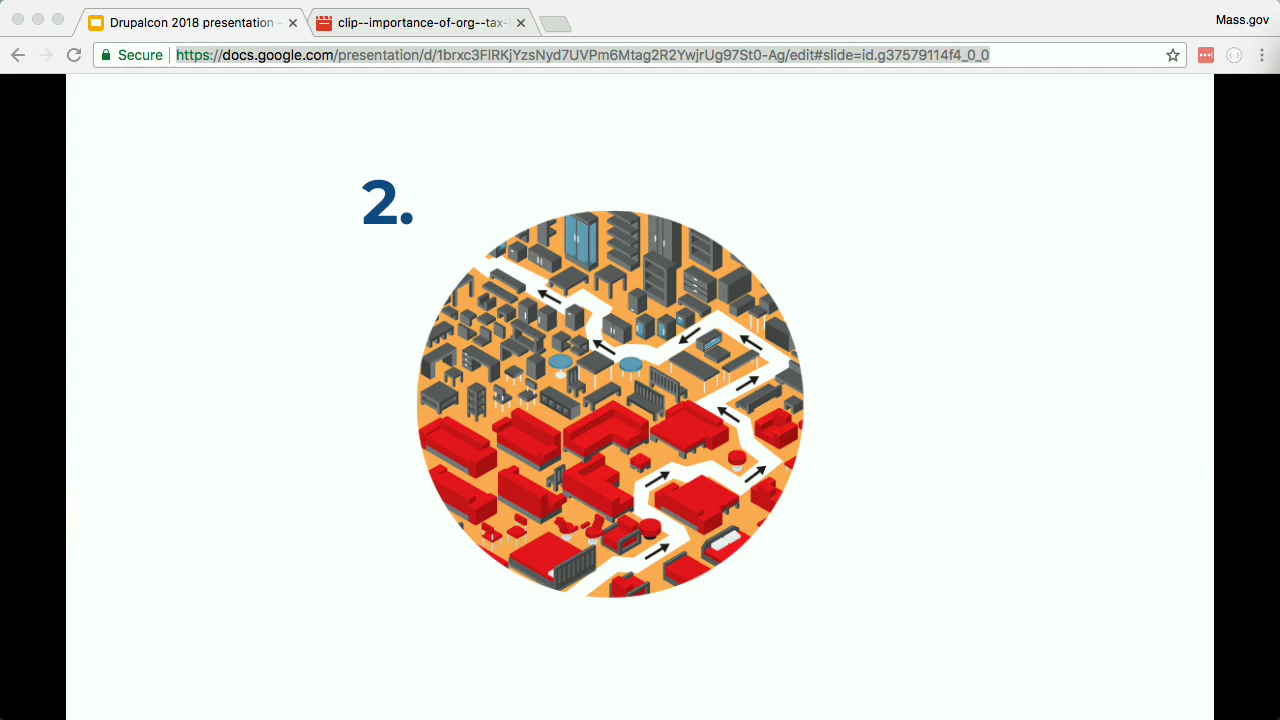 Drupalcon 2018 presentation -
clip--importance-of-org--tax-
Mass.gov
Secure
https://docs.google.com/presentation/d/1brxc3FlRKjYzsNyd7UVPm6Mtag2R2YwjrUg97St0-Ag/edit#slide=id.g37579114f4_0_0
2.